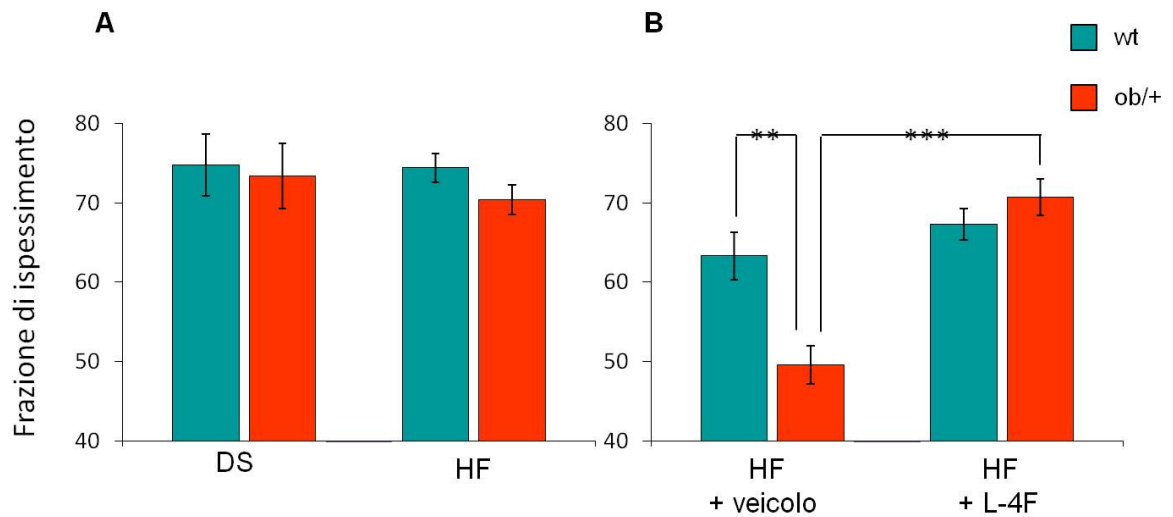 A
B
wt
ob/+
Frazione di ispessimento
80
70
60
50
40
DS
HF
80
70
60
50
40
**
***
HF
+ veicolo
HF
+ L-4F